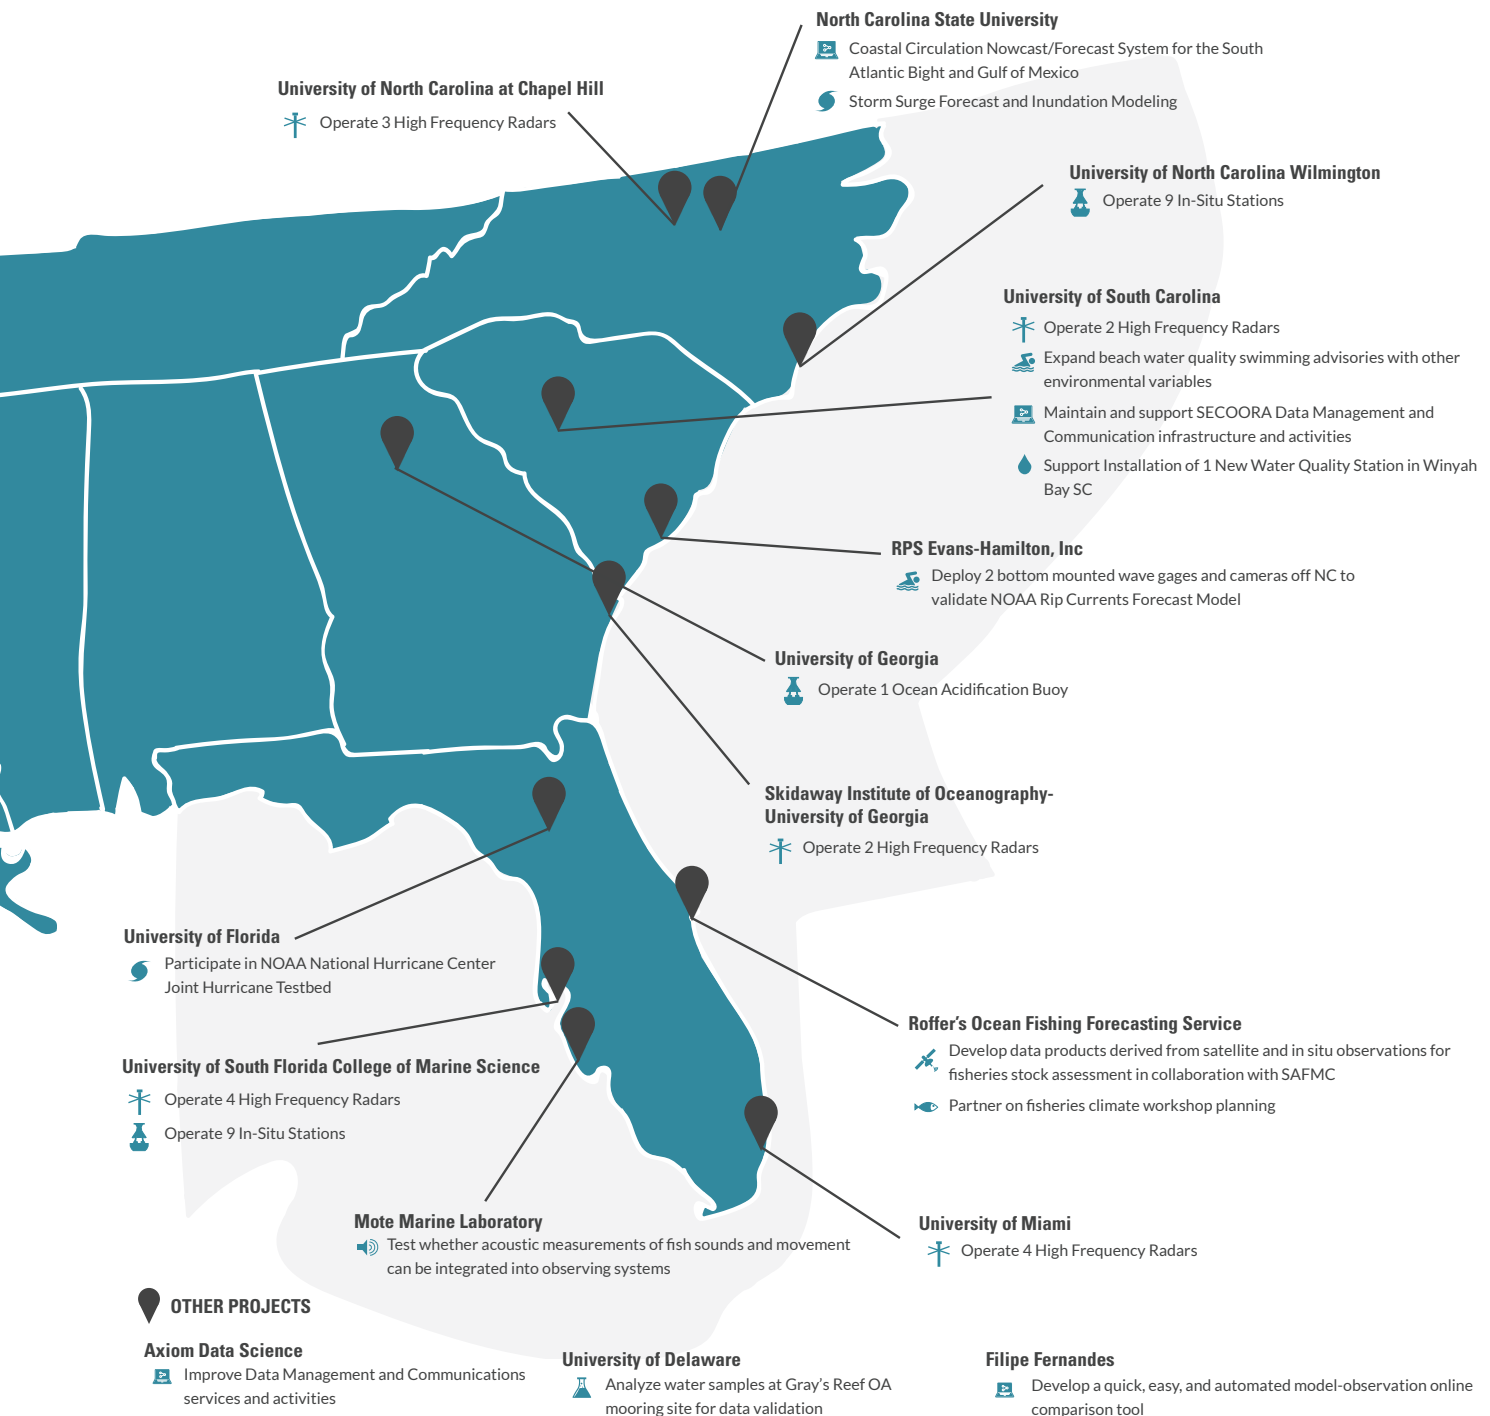 North Carolina State University
Coastal Circulation Nowcast/Forecast System for the South
Atlantic Bight and Gulf of Mexico
Storm Surge Forecast and Inundation Modeling
University of North Carolina at Chapel Hill
Operate 3 High Frequency Radars
University of North Carolina Wilmington
Operate 9 In-Situ Stations
University of South Carolina
Operate 2 High Frequency Radars
Expand beach water quality swimming advisories with other
environmental variables
Maintain and support SECOORA Data Management and
Communication infrastructure and activities
Support Installation of 1 New Water Quality Station in Winyah
Bay SC
RPS Evans-Hamilton, Inc
Deploy 2 bottom mounted wave gages and cameras off NC to
validate NOAA Rip Currents Forecast Model
University of Georgia
Operate 1 Ocean Acidification Buoy
Skidaway Institute of Oceanography-
University of Georgia
Operate 2 High Frequency Radars
University of Florida
Participate in NOAA National Hurricane Center
Joint Hurricane Testbed
University of South Florida College of Marine Science
Operate 4 High Frequency Radars
Operate 9 In-Situ Stations
Roffer's Ocean Fishing Forecasting Service
Develop data products derived from satellite and in situ observations for
fisheries stock assessment in collaboration with SAFMC
Partner on fisheries climate workshop planning
Mote Marine Laboratory
Test whether acoustic measurements of fish sounds and movement
can be integrated into observing systems
University of Miami
Operate 4 High Frequency Radars
OTHER PROJECTS
Axiom Data Science
Improve Data Management and Communications
services and activities
University of Delaware
Analyze water samples at Gray's Reef OA
mooring site for data validation
Filipe Fernandes
Develop a quick, easy, and automated model-observation online
comparison tool